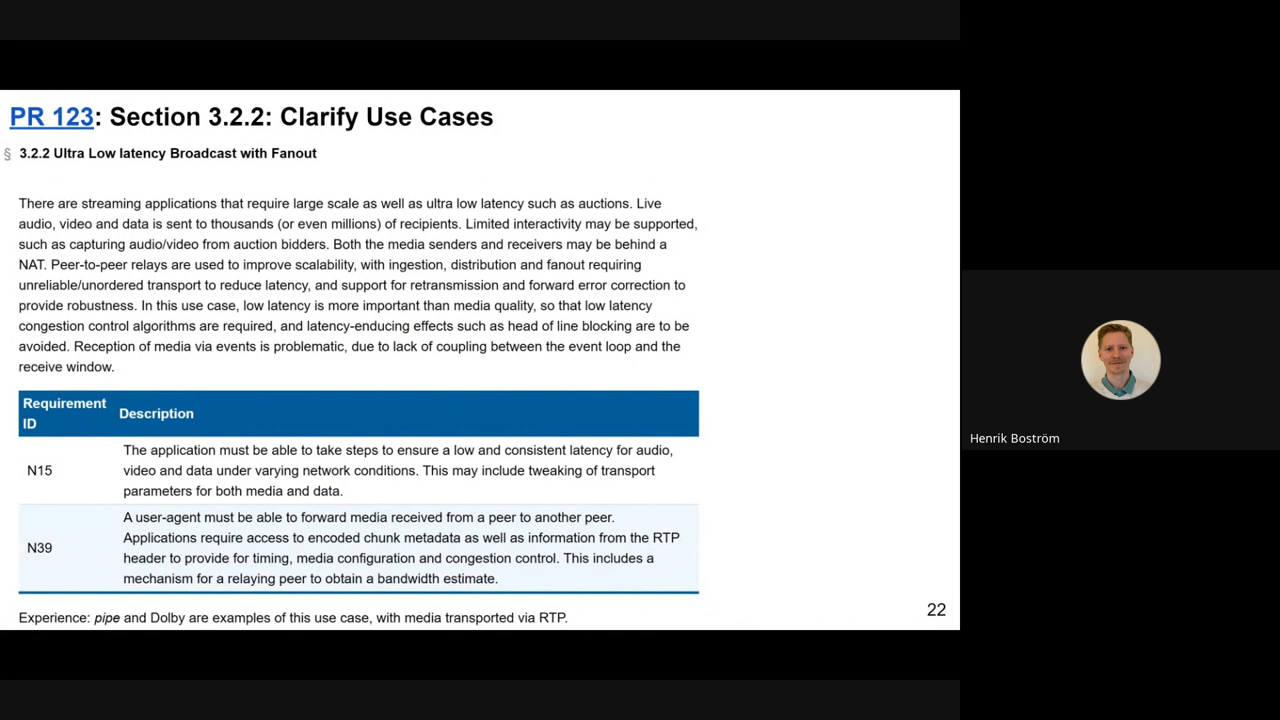 PR 123: Section 3.2.2: Clarify Use Cases
§ 3.2.2 Ultra Low latency Broadcast with Fanout
There are streaming applications that require large scale as well as ultra low latency such as auctions. Live
audio, video and data is sent to thousands (or even millions) of recipients. Limited interactivity may be supported,
such as capturing audio/video from auction bidders. Both the media senders and receivers may be behind a
NAT. Peer-to-peer relays are used to improve scalability, with ingestion, distribution and fanout requiring
unreliable/unordered transport to reduce latency, and support for retransmission and forward error correction to
provide robustness. In this use case, low latency is more important than media quality, so that low latency
congestion control algorithms are required, and latency-enducing effects such as head of line blocking are to be
avoided. Reception of media via events is problematic, due to lack of coupling between the event loop and the
receive window.
Requirement
ID
Description
N15
The application must be able to take steps to ensure a low and consistent latency for audio,
video and data under varying network conditions. This may include tweaking of transport
parameters for both media and data.
N39
A user-agent must be able to forward media received from a peer to another peer.
Applications require access to encoded chunk metadata as well as information from the RTP
header to provide for timing, media configuration and congestion control. This includes a
mechanism for a relaying peer to obtain a bandwidth estimate.
Experience: pipe and Dolby are examples of this use case, with media transported via RTP.
22
Henrik Boström